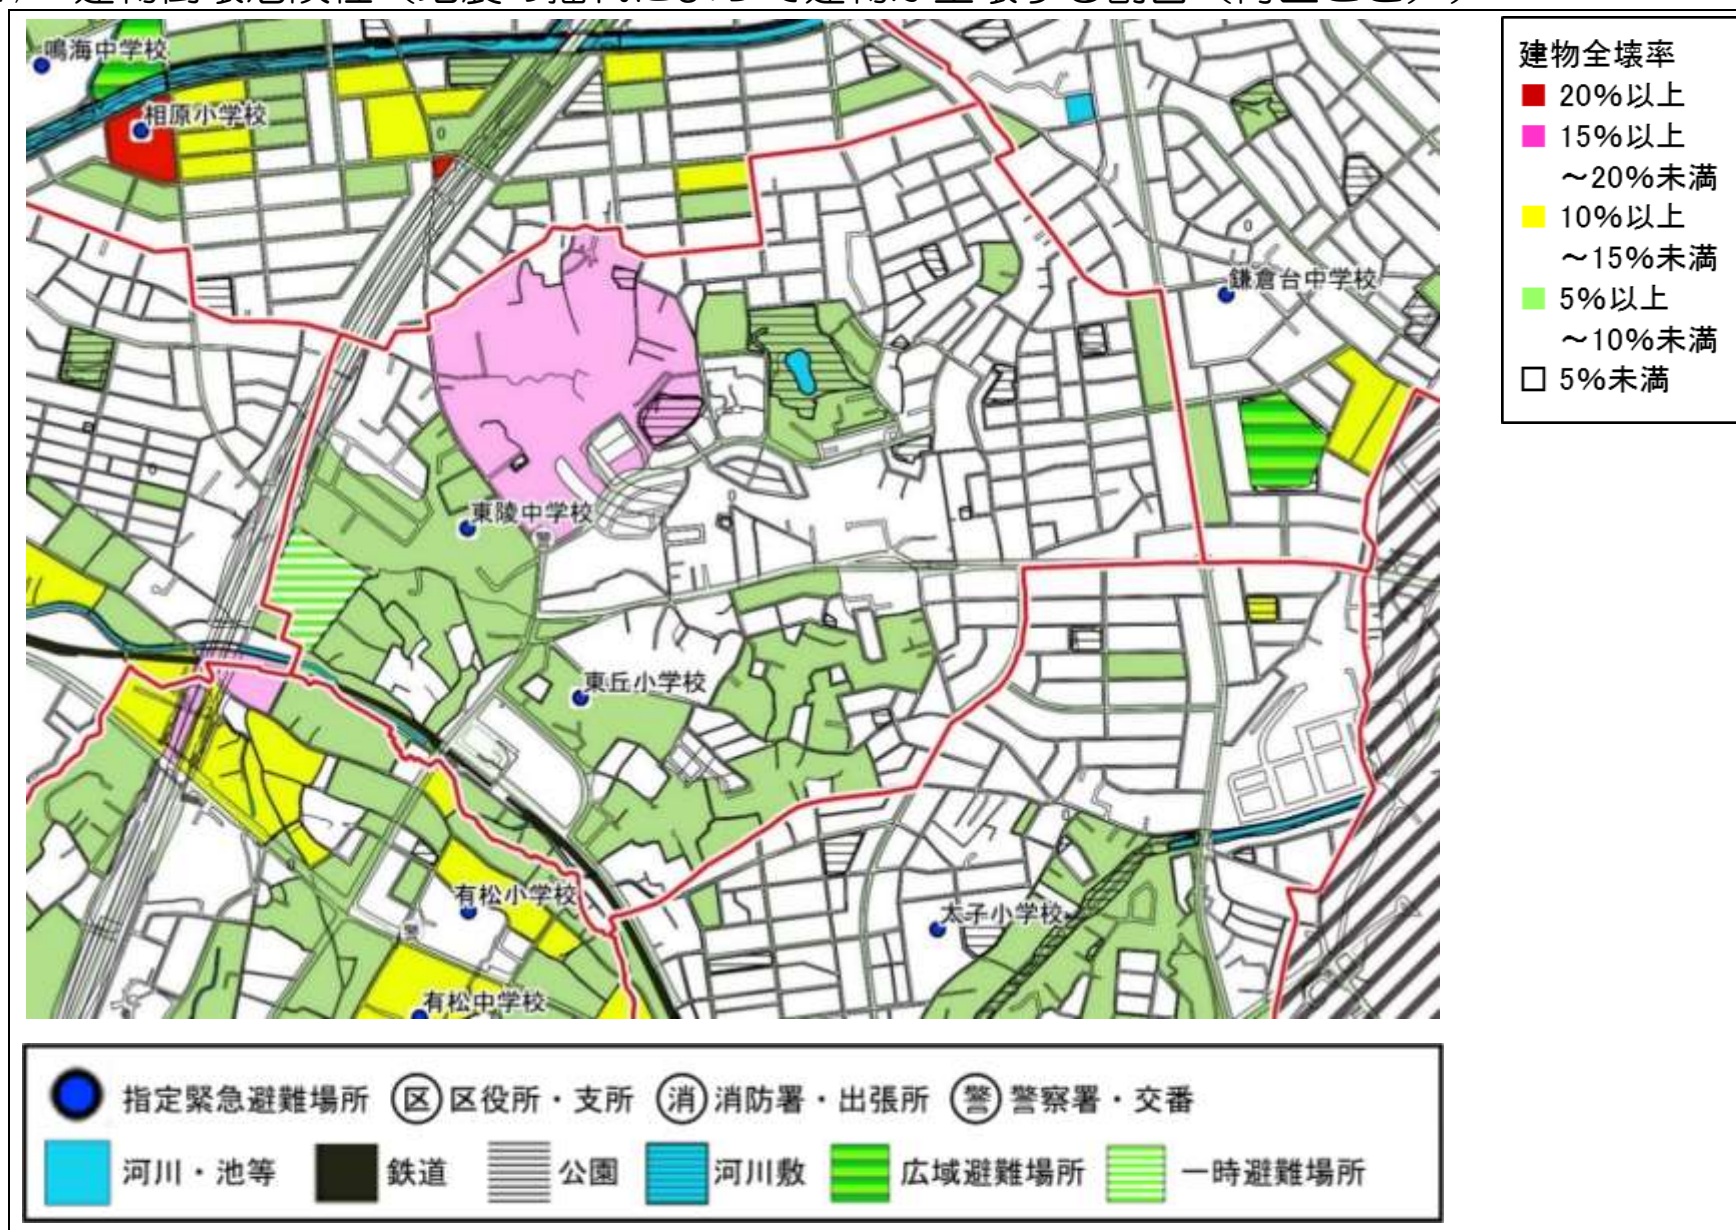 鳴海中学校
相原小学校
鎌倉台中学校
東陵中学校
東丘小学校
有松小学校
太子小学校
有松中学校
建物全壊率
20%以上
15%以上
～20%未満
10%以上
～15%未満
5%以上
～10%未満
5%未満
指定緊急避難場所 区 区役所・支所 消 消防署・出張所 警 警察署・交番
河川・池等 鉄道 公園 河川敷 広域避難場所 一時避難場所